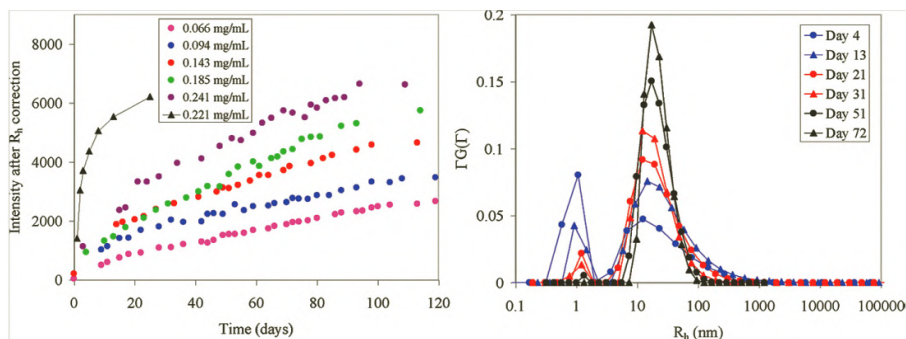 Intensity after Rh correction
8000
6000
4000
2000
0
0.066 mg/mL
0.094 mg/mL
0.143 mg/mL
0.185 mg/mL
0.241 mg/mL
0.221 mg/mL
0 20 40 60 80 100 120
Time (days)
ΓG(Γ)
0.2
0.15
0.1
0.05
0
Day 4
Day 13
Day 21
Day 31
Day 51
Day 72
0.1 1 10 100 1000 10000 100000
Rh (nm)